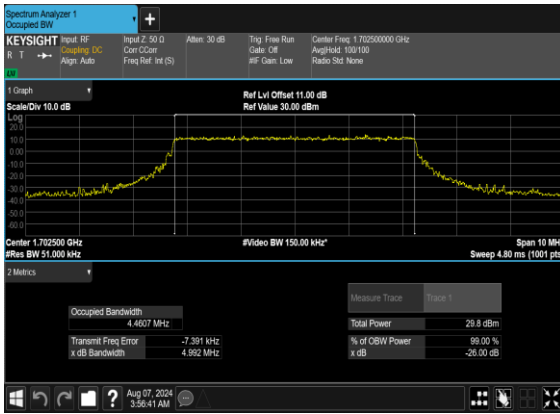 Spectrum Analyzer 1
Occupied BW
KEYSIGHT Input: RF Input Z: 50 Ω Atten: 30 dB Trig: Free Run Center Freq: 1.702500000 GHz
R T Coupling: DC Corr CCorr Gate: Off Avg|Hold: 100/100
Align: Auto Freq Ref: Int (S) #IF Gain: Low Radio Std: None
LXI
1 Graph
Ref Lvl Offset 11.00 dB
Scale/Div 10.0 dB Ref Value 30.00 dBm
Log
20.0
10.0
0.00
-10.0
-20.0
-30.0
-40.0
-50.0
-60.0
Center 1.702500 GHz #Video BW 150.00 kHz* Span 10 MH
#Res BW 51.000 kHz Sweep 4.80 ms (1001 pts
2 Metrics
Measure Trace Trace 1
Occupied Bandwidth
4.4607 MHz Total Power 29.8 dBm
Transmit Freq Error -7.391 kHz % of OBW Power 99.00 %
x dB Bandwidth 4.992 MHz x dB -26.00 dB
Aug 07, 2024
3:56:41 AM